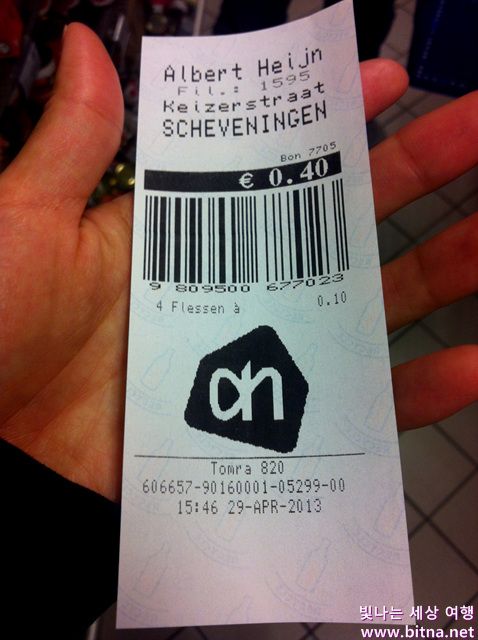 Albert Heijn
Fil.: 1595
Keizerstraat
SCHEVENINGEN
Bon 7705
€ 0.40
9 809500 677023
4 Flessen à 0.10
ah
Tomra 820
606657-90160001-05299-00
15:46 29-APR-2013
빛나는 세상 여행
www.bitna.net